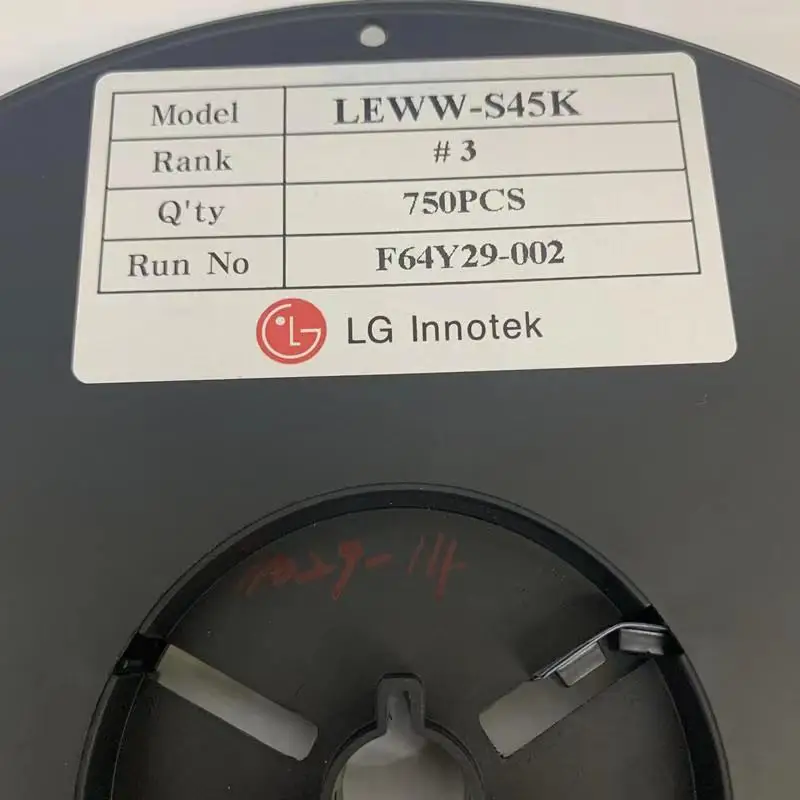 Model LEWW-S45K
Rank # 3
Q'ty 750PCS
Run No F64Y29-002
LG Innotek